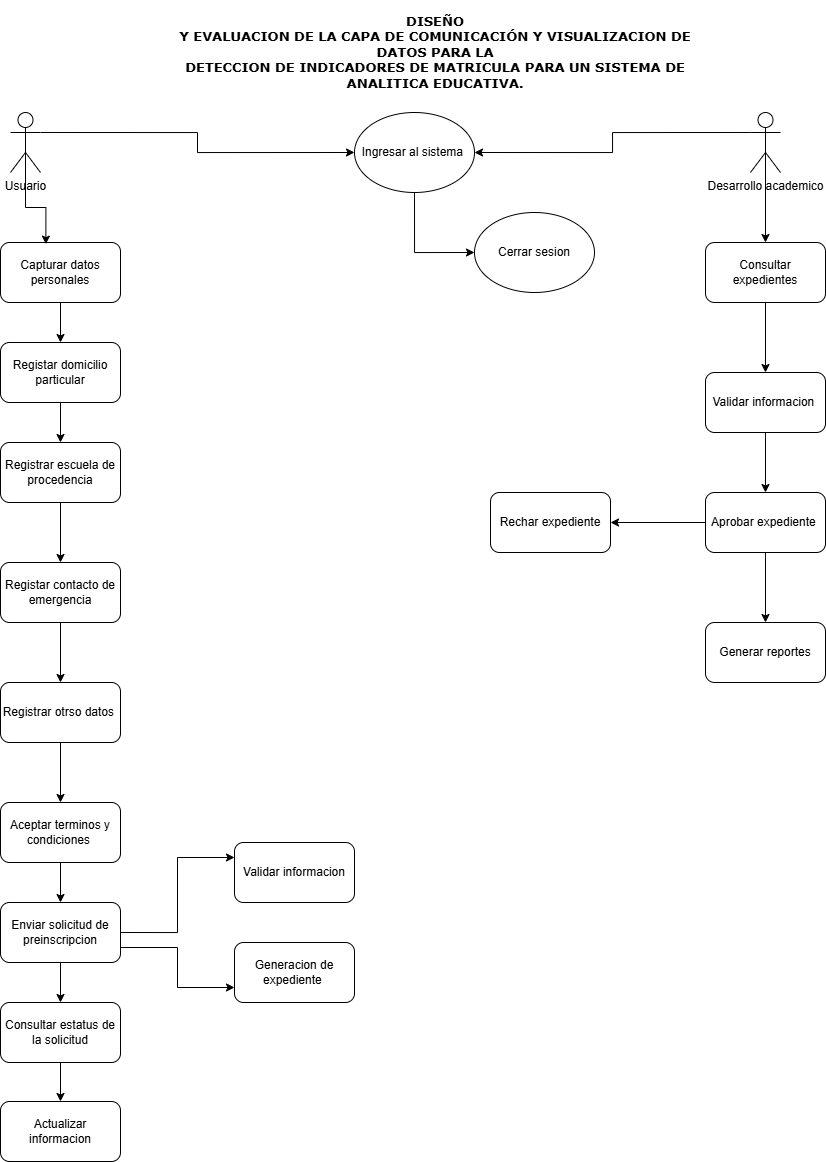 DISEÑO
Y EVALUACION DE LA CAPA DE COMUNICACIÓN Y VISUALIZACION DE
DATOS PARA LA
DETECCION DE INDICADORES DE MATRICULA PARA UN SISTEMA DE
ANALITICA EDUCATIVA.
Ingresar al sistema
Usuario
Desarrollo academico
Cerrar sesion
Capturar datos
personales
Consultar
expedientes
Registar domicilio
particular
Validar informacion
Registrar escuela de
procedencia
Rechar expediente
Aprobar expediente
Registar contacto de
emergencia
Generar reportes
Registrar otrso datos
Aceptar terminos y
condiciones
Validar informacion
Enviar solicitud de
preinscripcion
Generacion de
expediente
Consultar estatus de
la solicitud
Actualizar
informacion